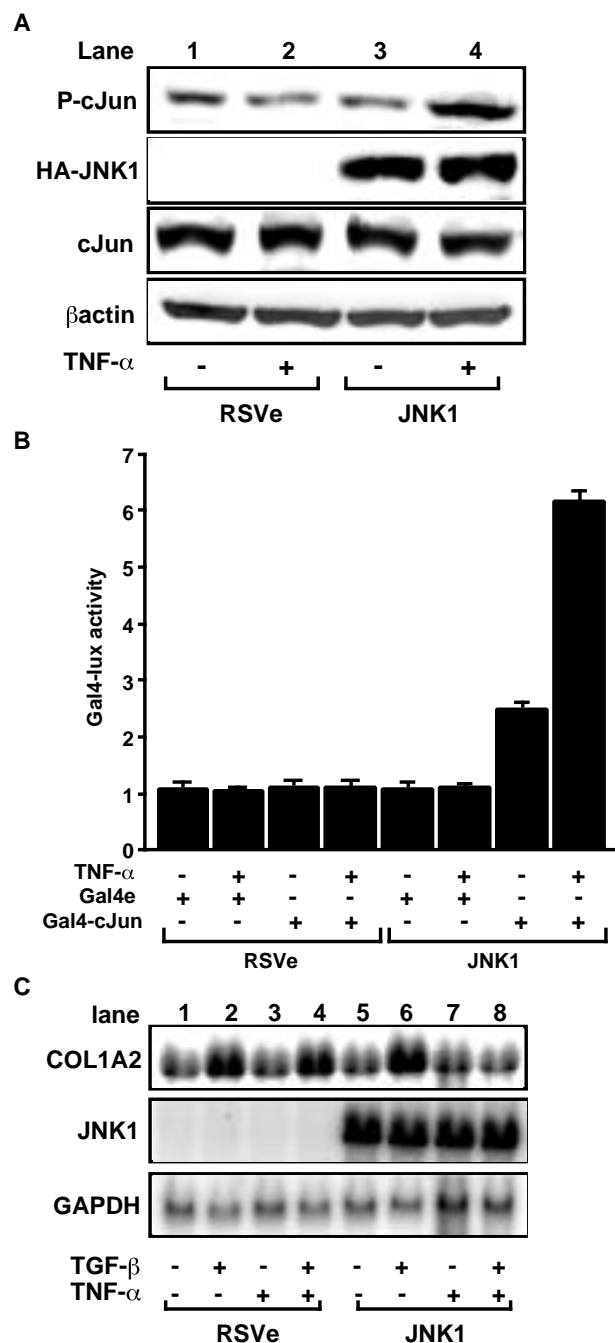 A
Lane 1 2 3 4
P-cJun
HA-JNK1
cJun
βactin
TNF-α - + - +
RSVe JNK1
B
7
6
5
4
3
2
1
0
Gal4-lux activity
TNF-α - + - + - + - +
Gal4e + + - - + + - -
Gal4-cJun - - + + - - + +
RSVe JNK1
C
lane 1 2 3 4 5 6 7 8
COL1A2
JNK1
GAPDH
TGF-β - + - + - + - +
TNF-α - - + + - - + +
RSVe JNK1